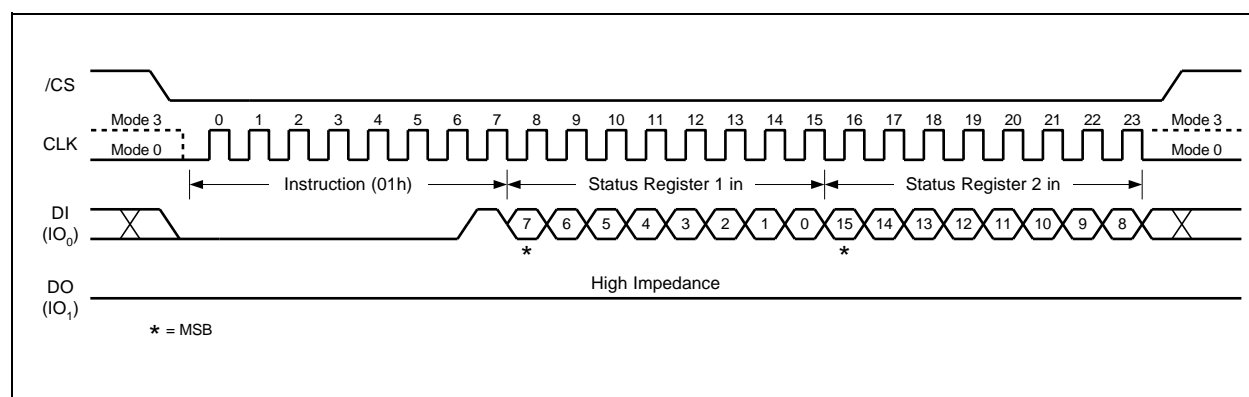 /CS
Mode 3 0 1 2 3 4 5 6 7 8 9 10 11 12 13 14 15 16 17 18 19 20 21 22 23 Mode 3
CLK
Mode 0 Mode 0
Instruction (01h) Status Register 1 in Status Register 2 in
DI
(IO₀)
7 6 5 4 3 2 1 0 15 14 13 12 11 10 9 8
* *
High Impedance
DO
(IO₁)
* = MSB